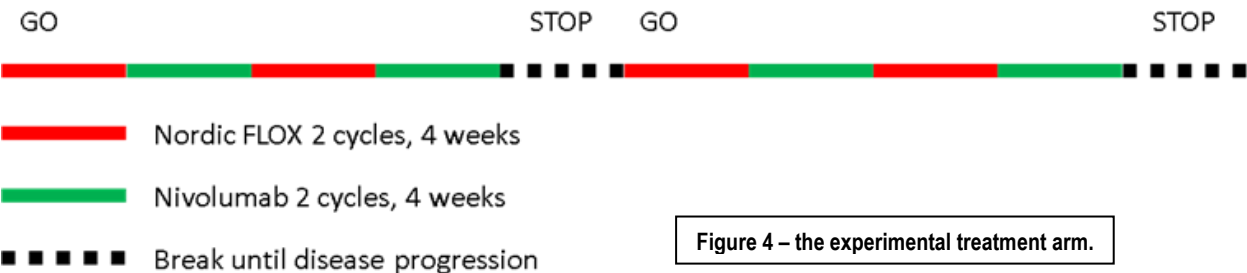 GO STOP GO STOP
Nordic FLOX 2 cycles, 4 weeks
Nivolumab 2 cycles, 4 weeks
Break until disease progression
Figure 4 – the experimental treatment arm.